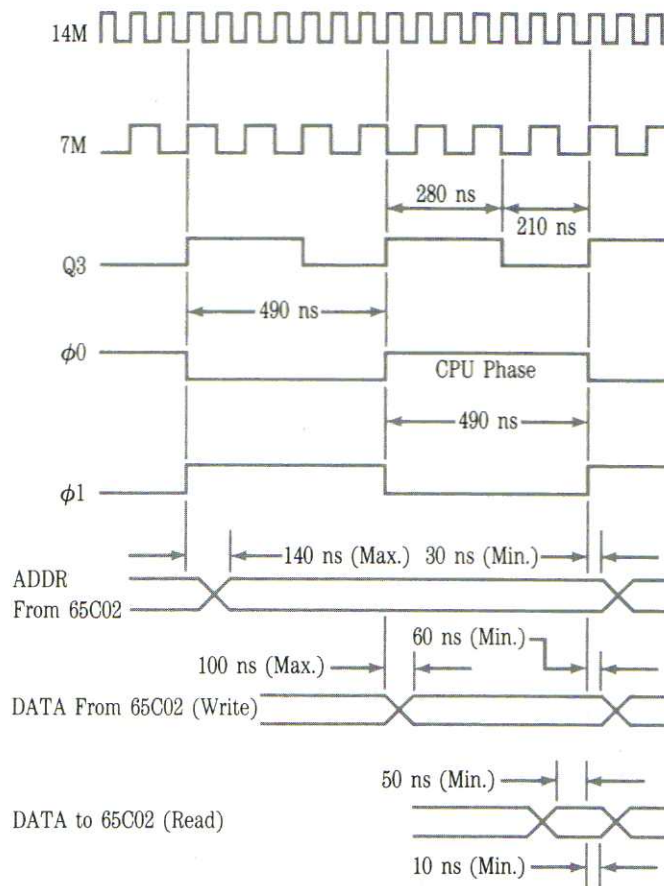 14M
7M
280 ns
210 ns
Q3
490 ns
ϕ0
CPU Phase
490 ns
ϕ1
140 ns (Max.) 30 ns (Min.)
ADDR
From 65C02
60 ns (Min.)
100 ns (Max.)
DATA From 65C02 (Write)
50 ns (Min.)
DATA to 65C02 (Read)
10 ns (Min.)